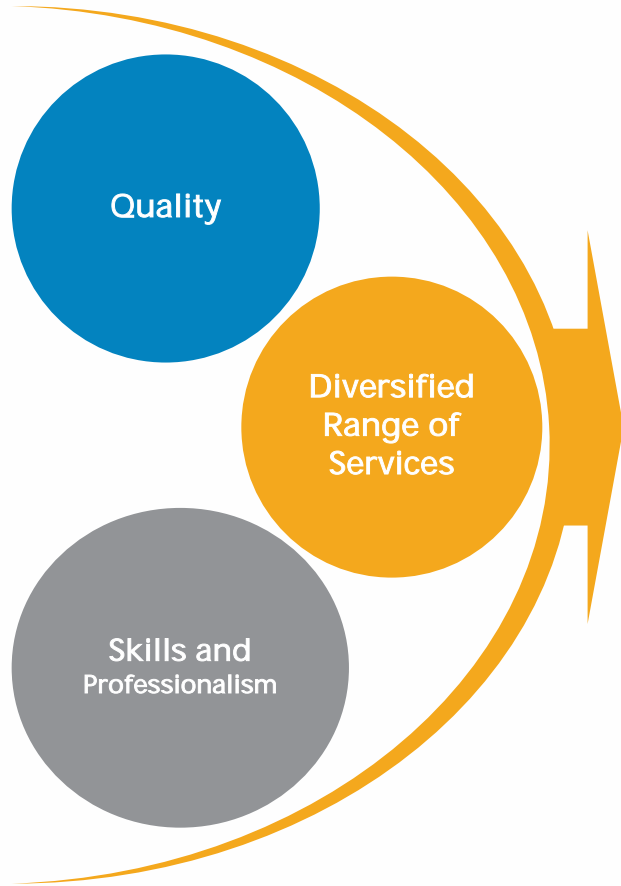 Quality
Diversified
Range of
Services
Skills and
Professionalism